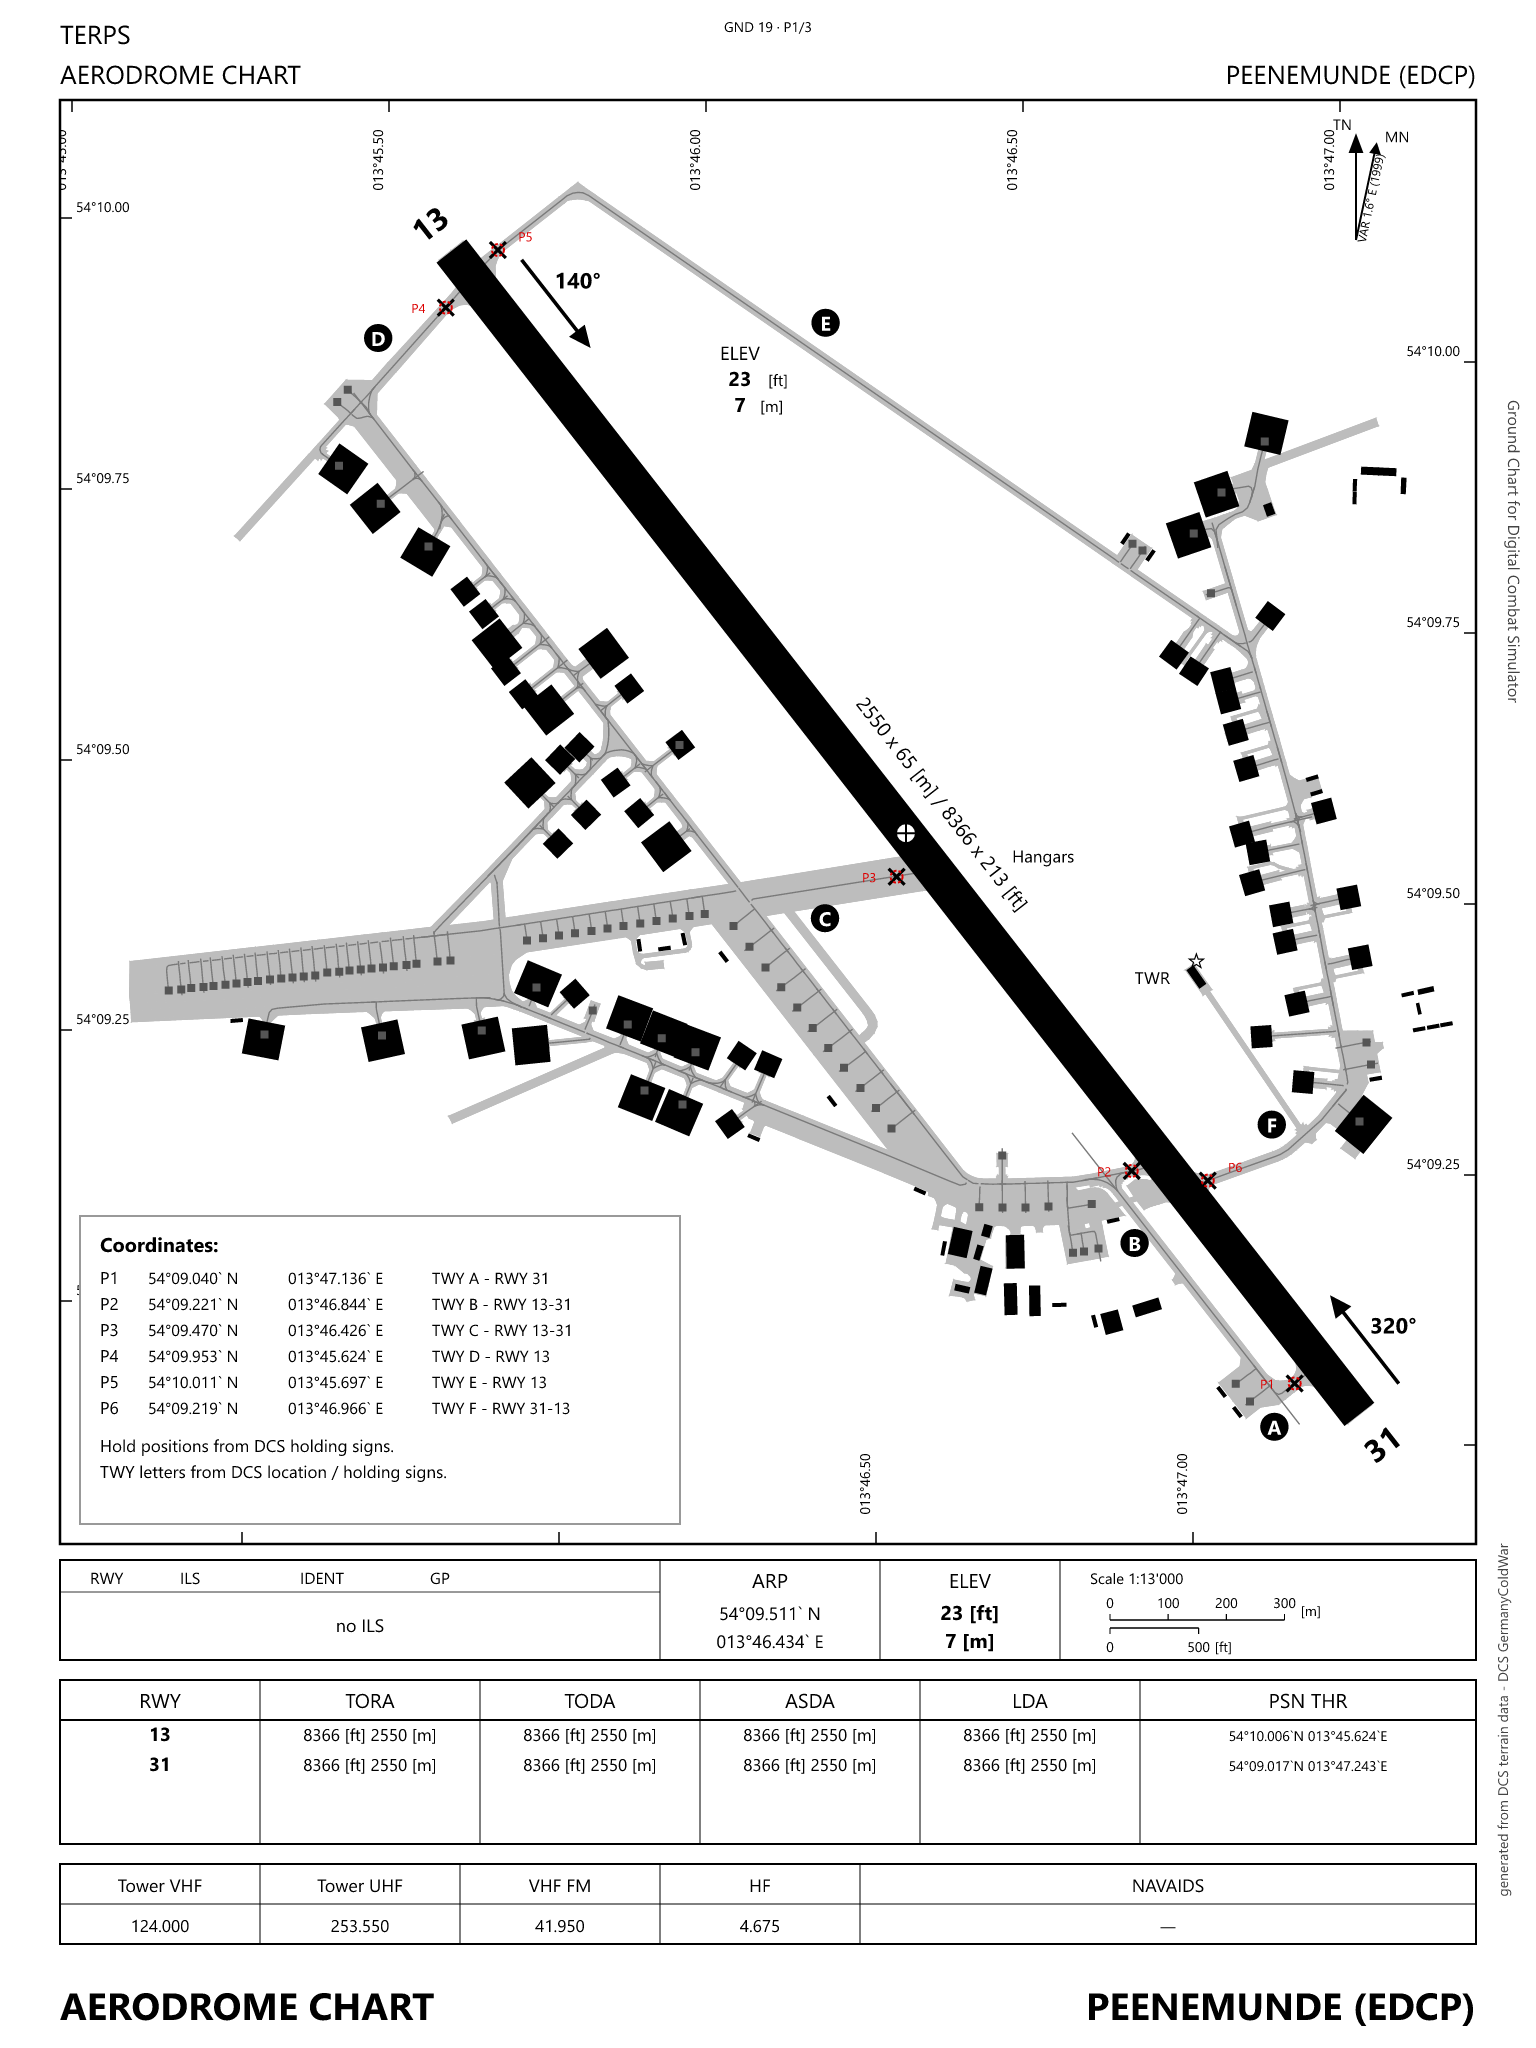 GND 19 · P1/3
TERPS
AERODROME CHART
PEENEMUNDE (EDCP)
013°45.50
013°46.00
013°46.50
013°47.00
TN
MN
VAR 1.6° E (1999)
54°10.00
13
P5
140°
P4
D
E
ELEV
23 [ft]
7 [m]
54°10.00
54°09.75
54°09.75
54°09.50
2550 x 65 [m] / 8366 x 213 [ft]
Hangars
P3
C
54°09.50
TWR
54°09.25
F
P2
P6
54°09.25
B
320°
P1
A
31
013°46.50
013°47.00
Coordinates:
P1 54°09.040` N 013°47.136` E TWY A - RWY 31
P2 54°09.221` N 013°46.844` E TWY B - RWY 13-31
P3 54°09.470` N 013°46.426` E TWY C - RWY 13-31
P4 54°09.953` N 013°45.624` E TWY D - RWY 13
P5 54°10.011` N 013°45.697` E TWY E - RWY 13
P6 54°09.219` N 013°46.966` E TWY F - RWY 31-13
Hold positions from DCS holding signs.
TWY letters from DCS location / holding signs.
Ground Chart for Digital Combat Simulator
RWY ILS IDENT GP
no ILS
ARP
54°09.511` N
013°46.434` E
ELEV
23 [ft]
7 [m]
Scale 1:13'000
0 100 200 300 [m]
0 500 [ft]
RWY TORA TODA ASDA LDA PSN THR
13 8366 [ft] 2550 [m] 8366 [ft] 2550 [m] 8366 [ft] 2550 [m] 8366 [ft] 2550 [m] 54°10.006`N 013°45.624`E
31 8366 [ft] 2550 [m] 8366 [ft] 2550 [m] 8366 [ft] 2550 [m] 8366 [ft] 2550 [m] 54°09.017`N 013°47.243`E
generated from DCS terrain data - DCS GermanyColdWar
Tower VHF Tower UHF VHF FM HF NAVAIDS
124.000 253.550 41.950 4.675 —
AERODROME CHART
PEENEMUNDE (EDCP)